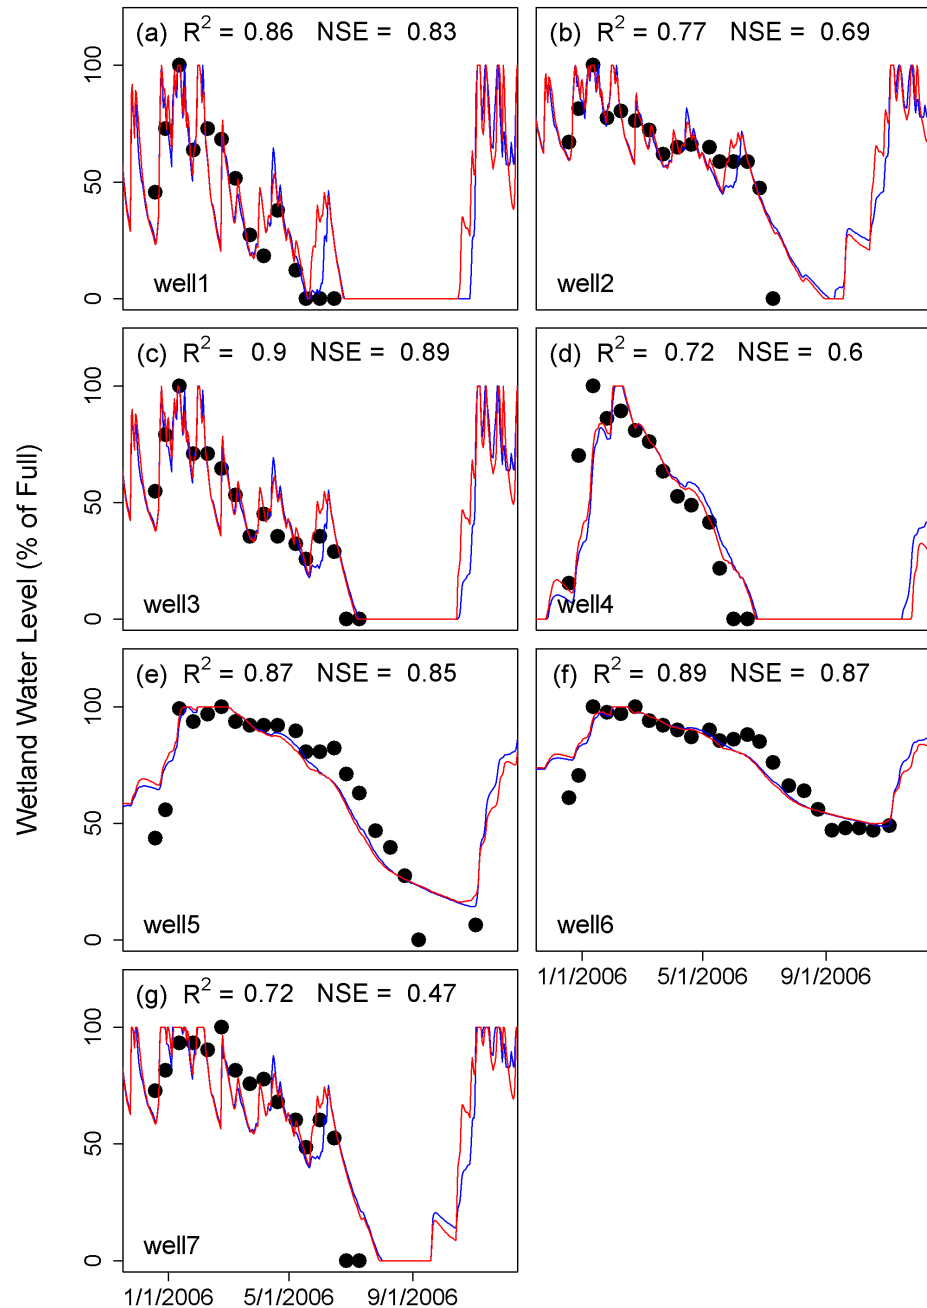 (a) R² = 0.86 NSE = 0.83
(b) R² = 0.77 NSE = 0.69
100
50
0
well1
well2
(c) R² = 0.9 NSE = 0.89
(d) R² = 0.72 NSE = 0.6
100
50
0
well3
well4
Wetland Water Level (% of Full)
(e) R² = 0.87 NSE = 0.85
(f) R² = 0.89 NSE = 0.87
100
50
0
well5
well6
1/1/2006 5/1/2006 9/1/2006
(g) R² = 0.72 NSE = 0.47
100
50
0
well7
1/1/2006 5/1/2006 9/1/2006